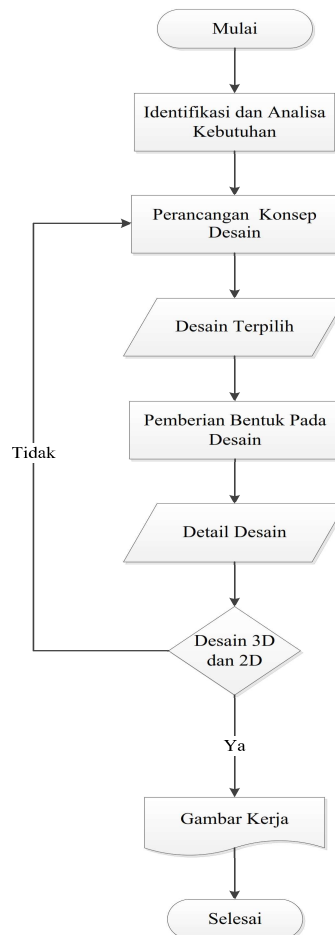 Mulai
Identifikasi dan Analisa
Kebutuhan
Perancangan Konsep
Desain
Desain Terpilih
Pemberian Bentuk Pada
Desain
Tidak
Detail Desain
Desain 3D
dan 2D
Ya
Gambar Kerja
Selesai